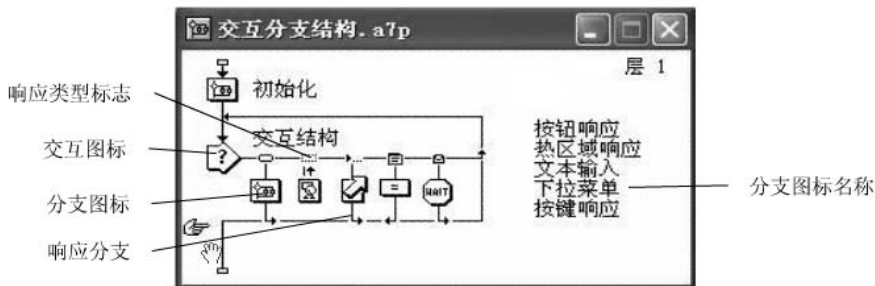 交互分支结构.a7p
层 1
初始化
响应类型标志
交互图标
交互结构
?
按钮响应
热区域响应
文本输入
下拉菜单
按键响应
分支图标
=
WAIT
分支图标名称
响应分支